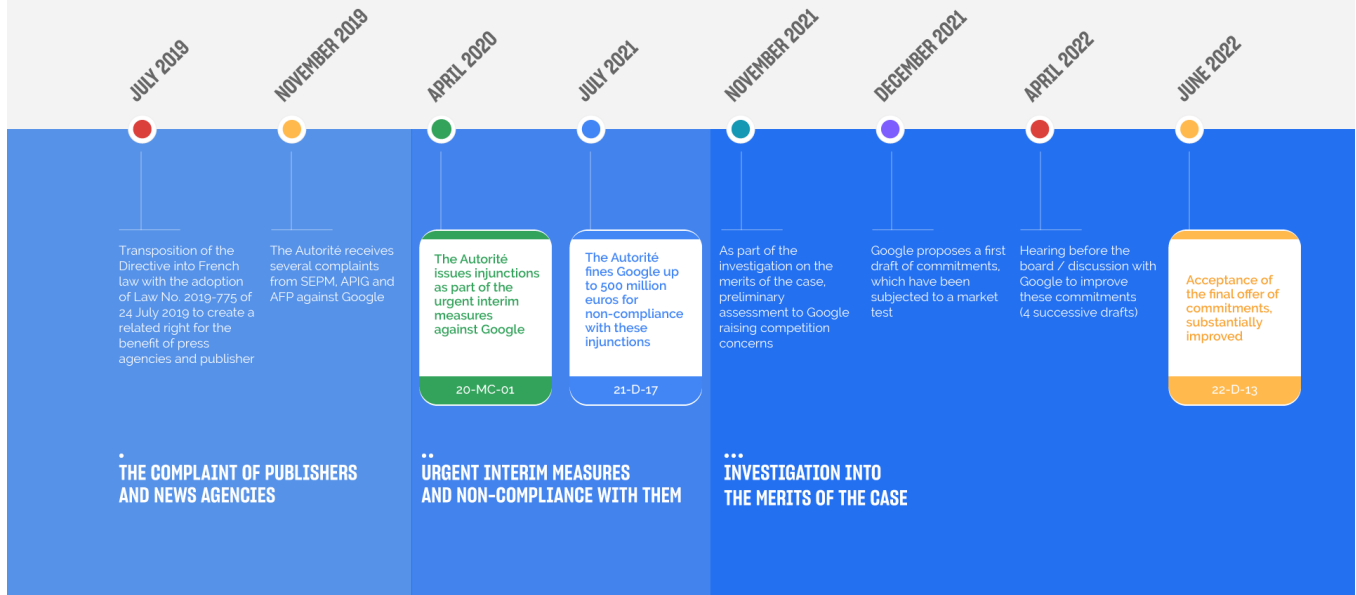 JULY 2019
NOVEMBER 2019
APRIL 2020
JULY 2021
NOVEMBER 2021
DECEMBER 2021
APRIL 2022
JUNE 2022
Transposition of the
Directive into French
law with the adoption
of Law No. 2019-775 of
24 July 2019 to create a
related right for the
benefit of press
agencies and publisher
The Autorité receives
several complaints
from SEPM, APIG and
AFP against Google
The Autorité
issues injunctions
as part of the
urgent interim
measures
against Google
20-MC-01
The Autorité
fines Google up
to 500 million
euros for
non-compliance
with these
injunctions
21-D-17
As part of the
investigation on the
merits of the case,
preliminary
assessment to Google
raising competition
concerns
Google proposes a first
draft of commitments,
which have been
subjected to a market
test
Hearing before the
board / discussion with
Google to improve
these commitments
(4 successive drafts)
Acceptance of
the final offer of
commitments,
substantially
improved
22-D-13
THE COMPLAINT OF PUBLISHERS
AND NEWS AGENCIES
URGENT INTERIM MEASURES
AND NON-COMPLIANCE WITH THEM
INVESTIGATION INTO
THE MERITS OF THE CASE